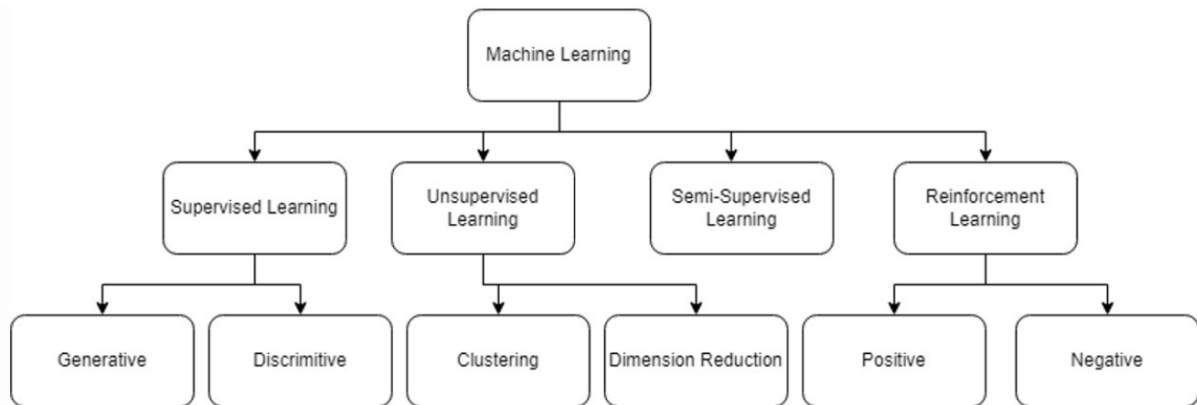 Machine Learning
Supervised Learning
Unsupervised
Learning
Semi-Supervised
Learning
Reinforcement
Learning
Generative
Discrimitive
Clustering
Dimension Reduction
Positive
Negative